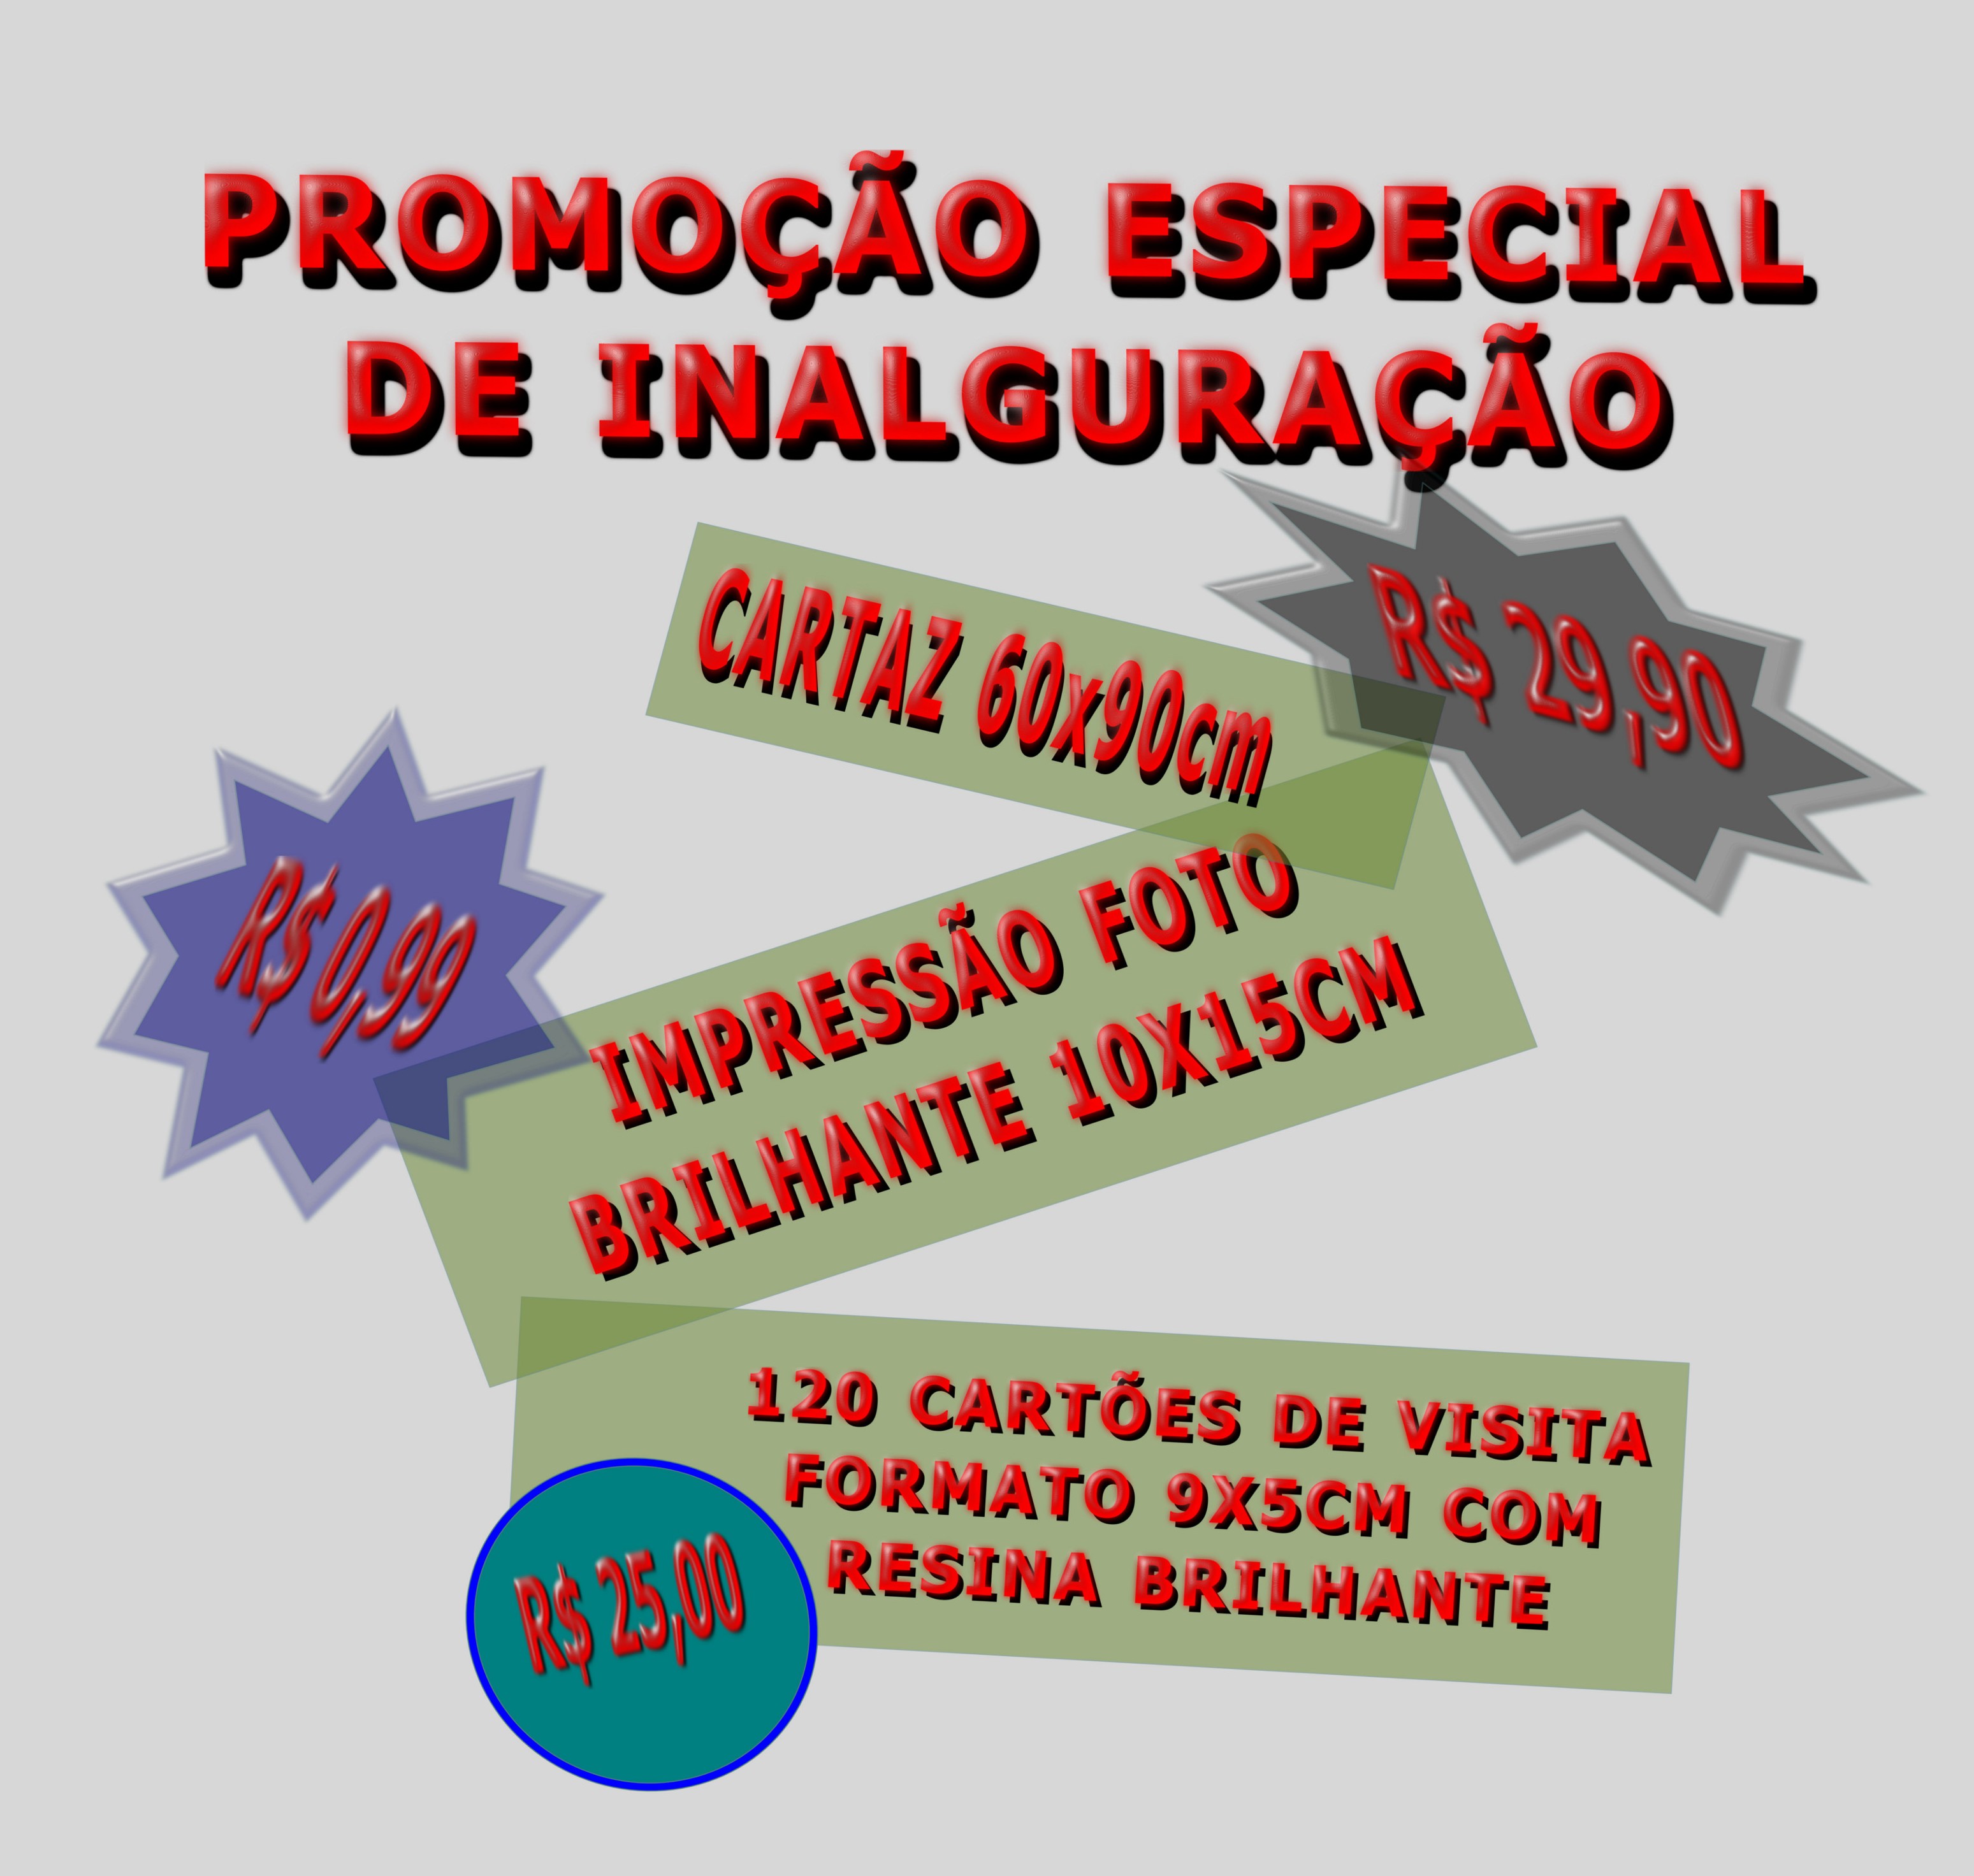 PROMOÇÃO ESPECIAL
DE INALGURAÇÃO
CARTAZ 60x90cm
R$ 29,90
R$ 0,99
IMPRESSÃO FOTO
BRILHANTE 10X15CM
120 CARTÕES DE VISITA
FORMATO 9X5CM COM
RESINA BRILHANTE
R$ 25,00